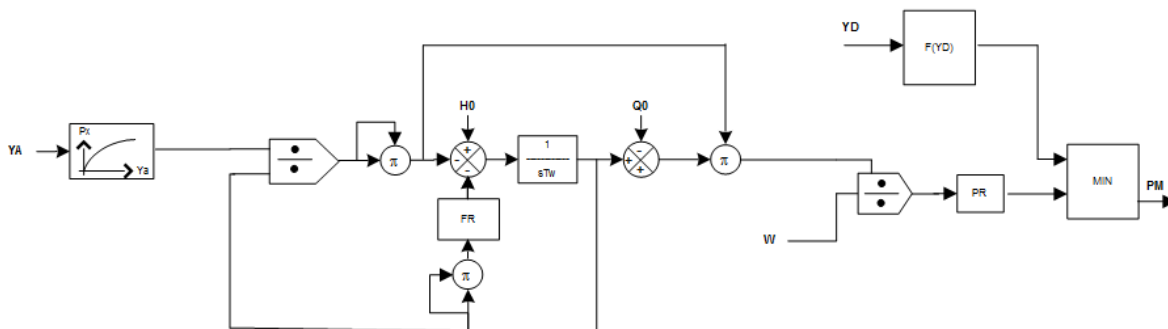 YD
F(YD)
H0
Q0
Px
YA
Ya
π
π
1
sTw
π
MIN
PM
PR
FR
W
π